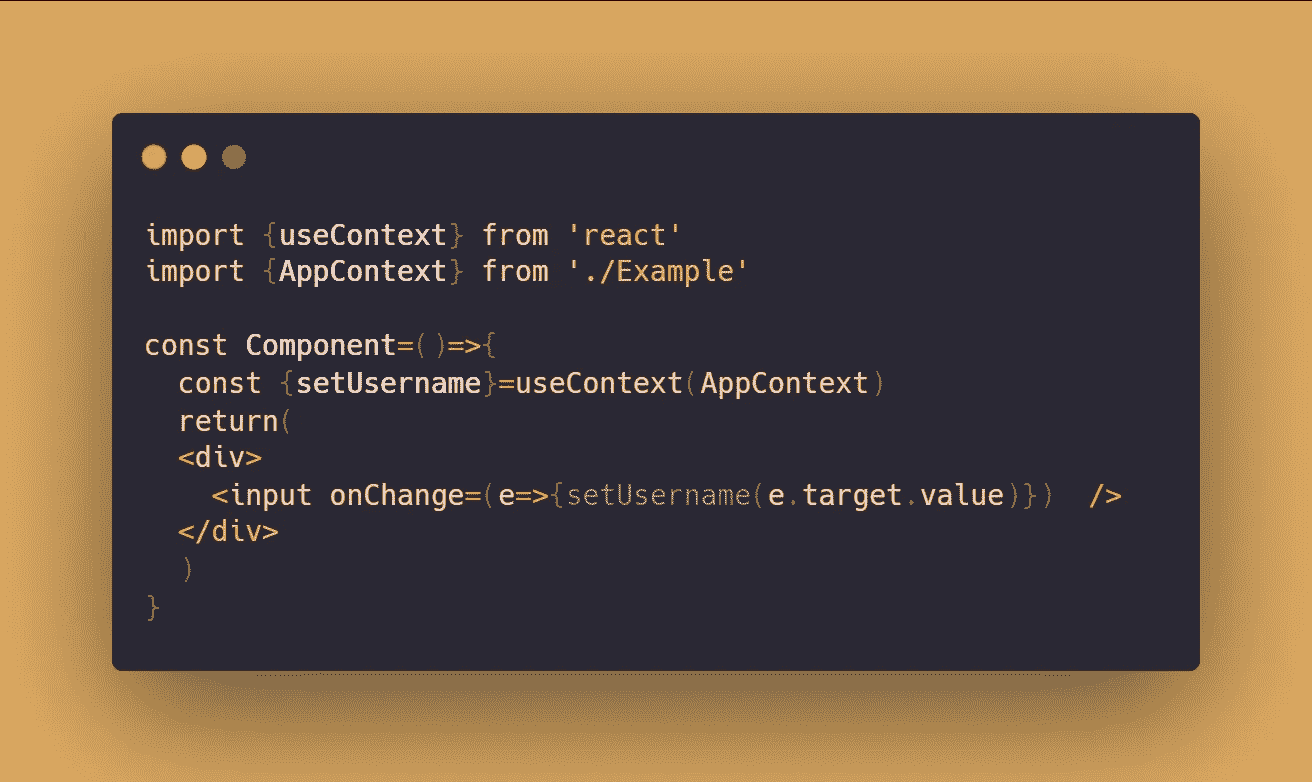 import {useContext} from 'react'
import {AppContext} from './Example'
const Component=()=>{
const {setUsername}=useContext(AppContext)
return(
<div>
<input onChange=(e=>{setUsername(e.target.value)})  />
</div>
)
}